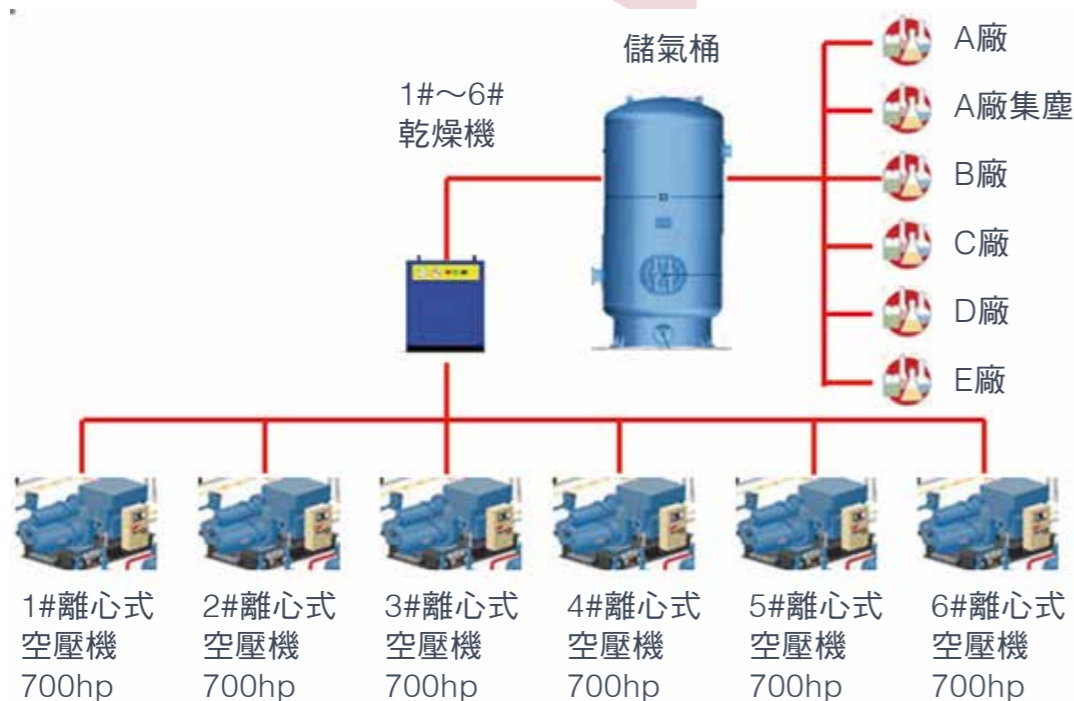 儲氣桶
1#～6#
乾燥機
A廠
A廠集塵
B廠
C廠
D廠
E廠
1#離心式
空壓機
700hp
2#離心式
空壓機
700hp
3#離心式
空壓機
700hp
4#離心式
空壓機
700hp
5#離心式
空壓機
700hp
6#離心式
空壓機
700hp